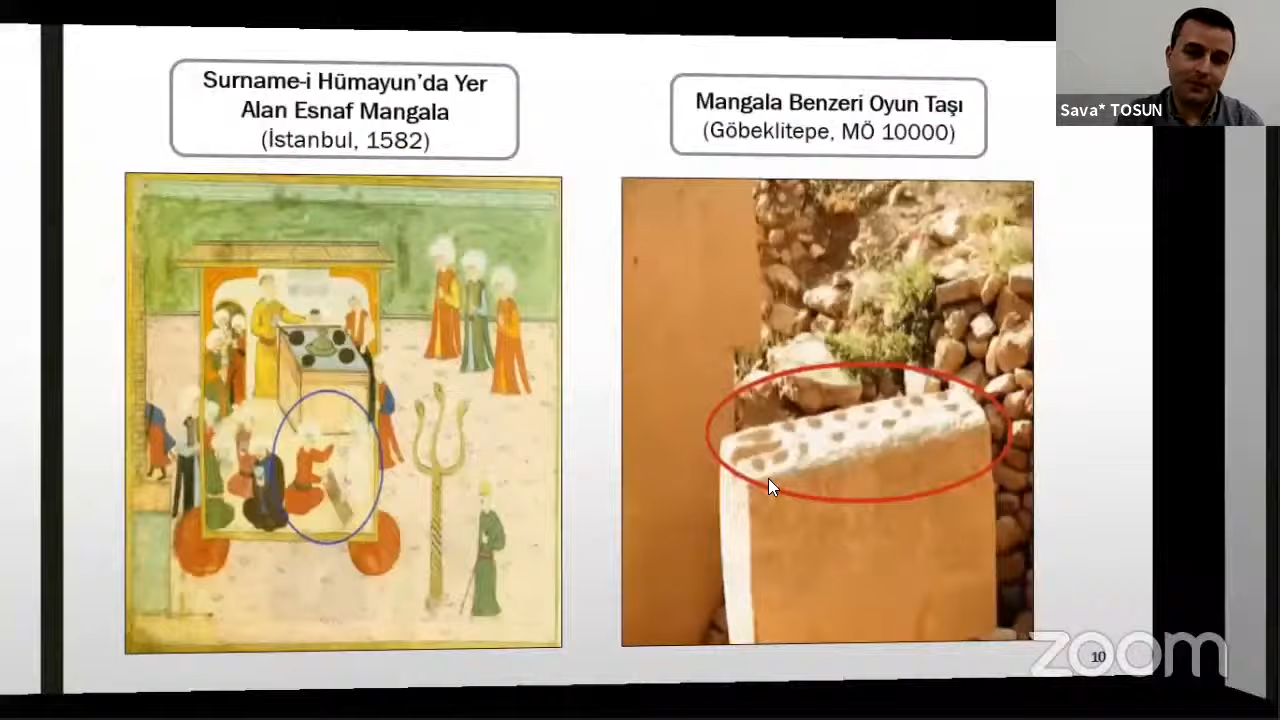 Surname-i Hümayun'da Yer
Alan Esnaf Mangala
(İstanbul, 1582)
Mangala Benzeri Oyun Taşı
(Göbeklitepe, MÖ 10000)
Sava* TOSUN
zoom
10